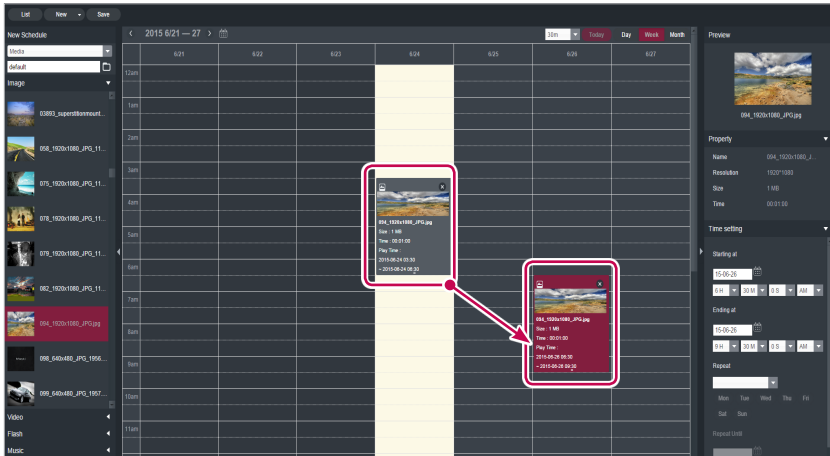 List
New
Save
New Schedule
Media
default
Image
03893_superstitionmount...
058_1920x1080_JPG_11...
075_1920x1080_JPG_11...
078_1920x1080_JPG_11...
079_1920x1080_JPG_11...
082_1920x1080_JPG_11...
094_1920x1080_JPG.jpg
098_640x480_JPG_1956...
099_640x480_JPG_1957...
Video
Flash
Music
2015 6/21 — 27
30m
Today
Day
Week
Month
6/21
6/22
6/23
6/24
6/25
6/26
6/27
12am
1am
2am
3am
4am
5am
6am
7am
8am
9am
10am
11am
094_1920x1080_JPG.jpg
Size : 1 MB
Time : 00:01:00
Play Time :
2015-06-24 03:30
~ 2015-06-24 06:30
094_1920x1080_JPG.jpg
Size : 1 MB
Time : 00:01:00
Play Time :
2015-06-26 06:30
~ 2015-06-26 09:30
Preview
094_1920x1080_JPG.jpg
Property
Name 094_1920x1080_J...
Resolution 1920*1080
Size 1 MB
Time 00:01:00
Time setting
Starting at
15-06-26
6 H 30 M 0 S AM
Ending at
15-06-26
9 H 30 M 0 S AM
Repeat
Mon Tue Wed Thu Fri
Sat Sun
Repeat Until